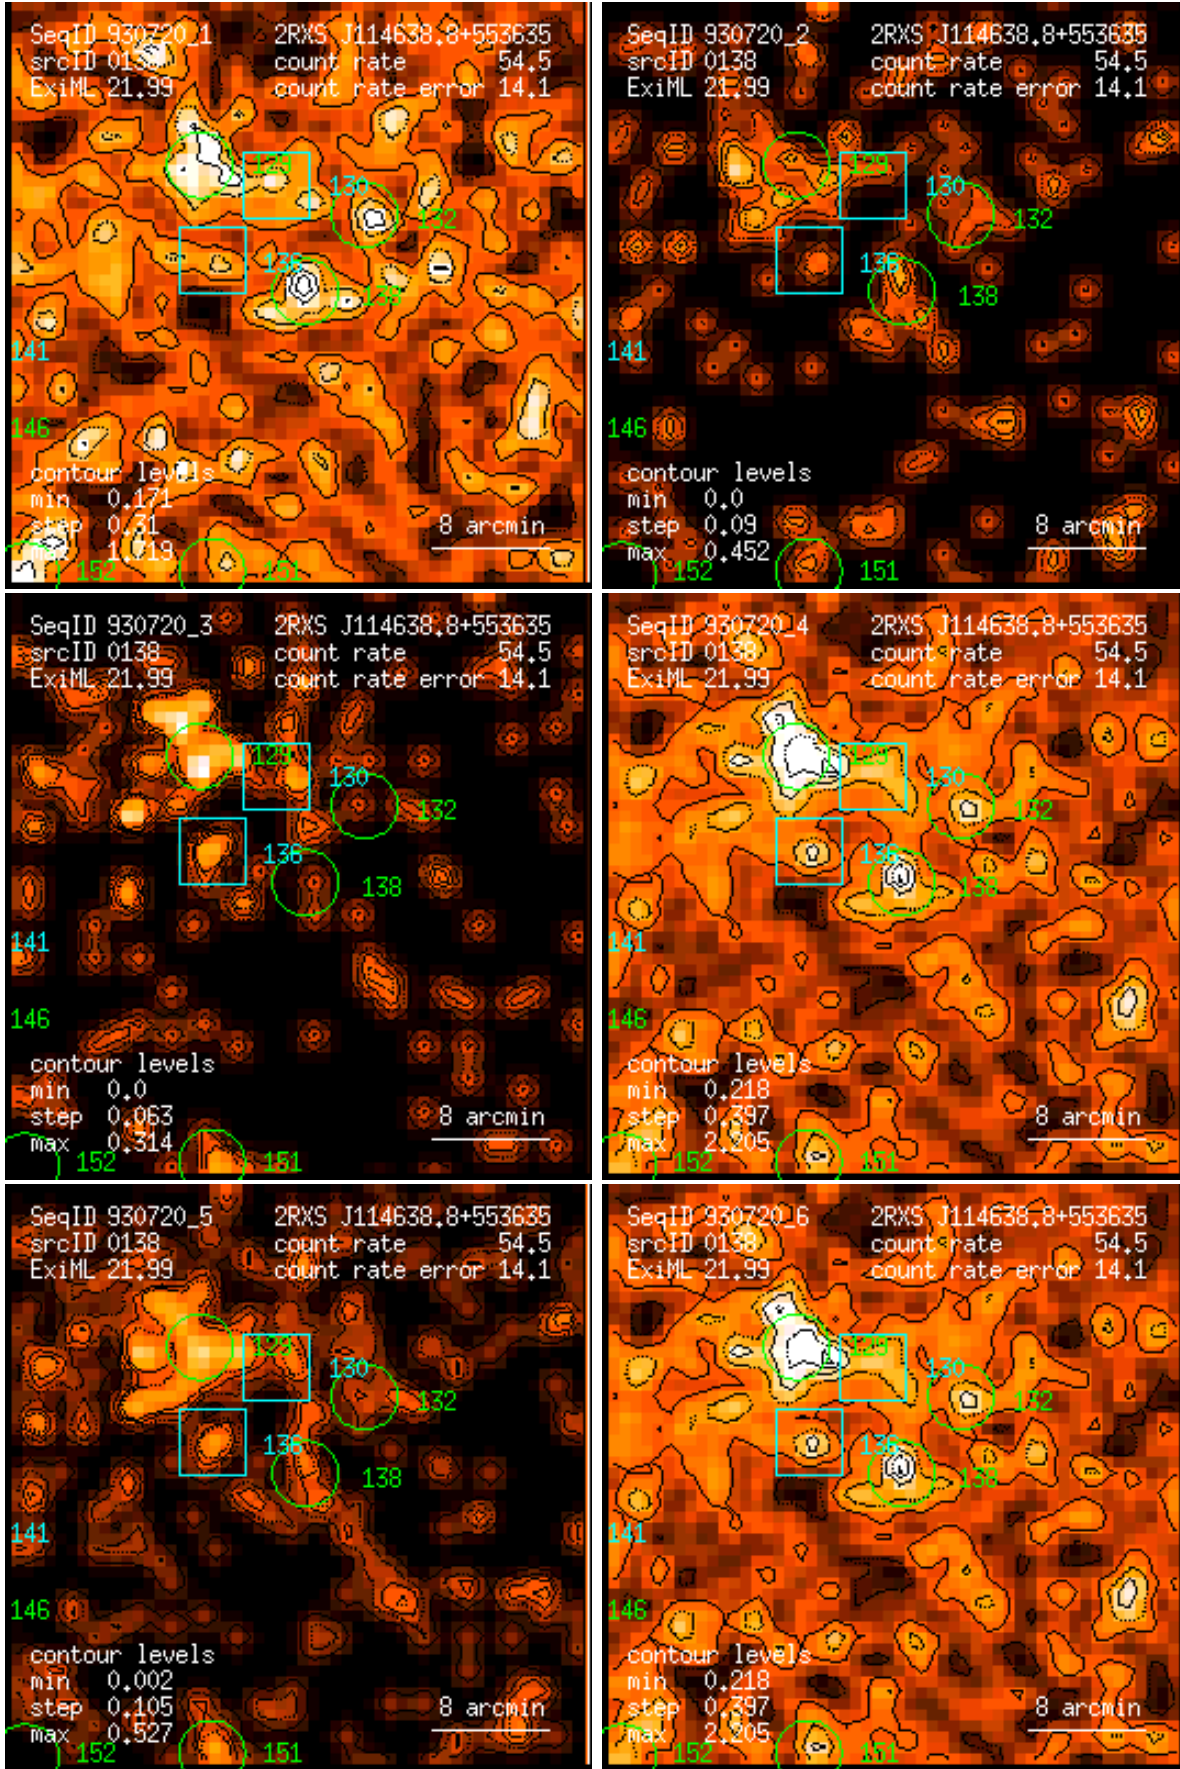 SeqID 930720_1 2RXS J114638.8+553635
srcID 0138 count rate 54.5
ExiML 21.99 count rate error 14.1
129
130
132
136
138
141
146
contour levels
min 0.171
step 0.31
max 1.719
8 arcmin
152 151
SeqID 930720_2 2RXS J114638.8+553635
srcID 0138 count rate 54.5
ExiML 21.99 count rate error 14.1
129
130
132
136
138
141
146
contour levels
min 0.0
step 0.09
max 0.452
8 arcmin
152 151
SeqID 930720_3 2RXS J114638.8+553635
srcID 0138 count rate 54.5
ExiML 21.99 count rate error 14.1
129
130
132
136
138
141
146
contour levels
min 0.0
step 0.063
max 0.314
8 arcmin
152 151
SeqID 930720_4 2RXS J114638.8+553635
srcID 0138 count rate 54.5
ExiML 21.99 count rate error 14.1
129
130
132
136
138
141
146
contour levels
min 0.218
step 0.397
max 2.205
8 arcmin
152 151
SeqID 930720_5 2RXS J114638.8+553635
srcID 0138 count rate 54.5
ExiML 21.99 count rate error 14.1
129
130
132
136
138
141
146
contour levels
min 0.002
step 0.105
max 0.527
8 arcmin
152 151
SeqID 930720_6 2RXS J114638.8+553635
srcID 0138 count rate 54.5
ExiML 21.99 count rate error 14.1
129
130
132
136
138
141
146
contour levels
min 0.218
step 0.397
max 2.205
8 arcmin
152 151